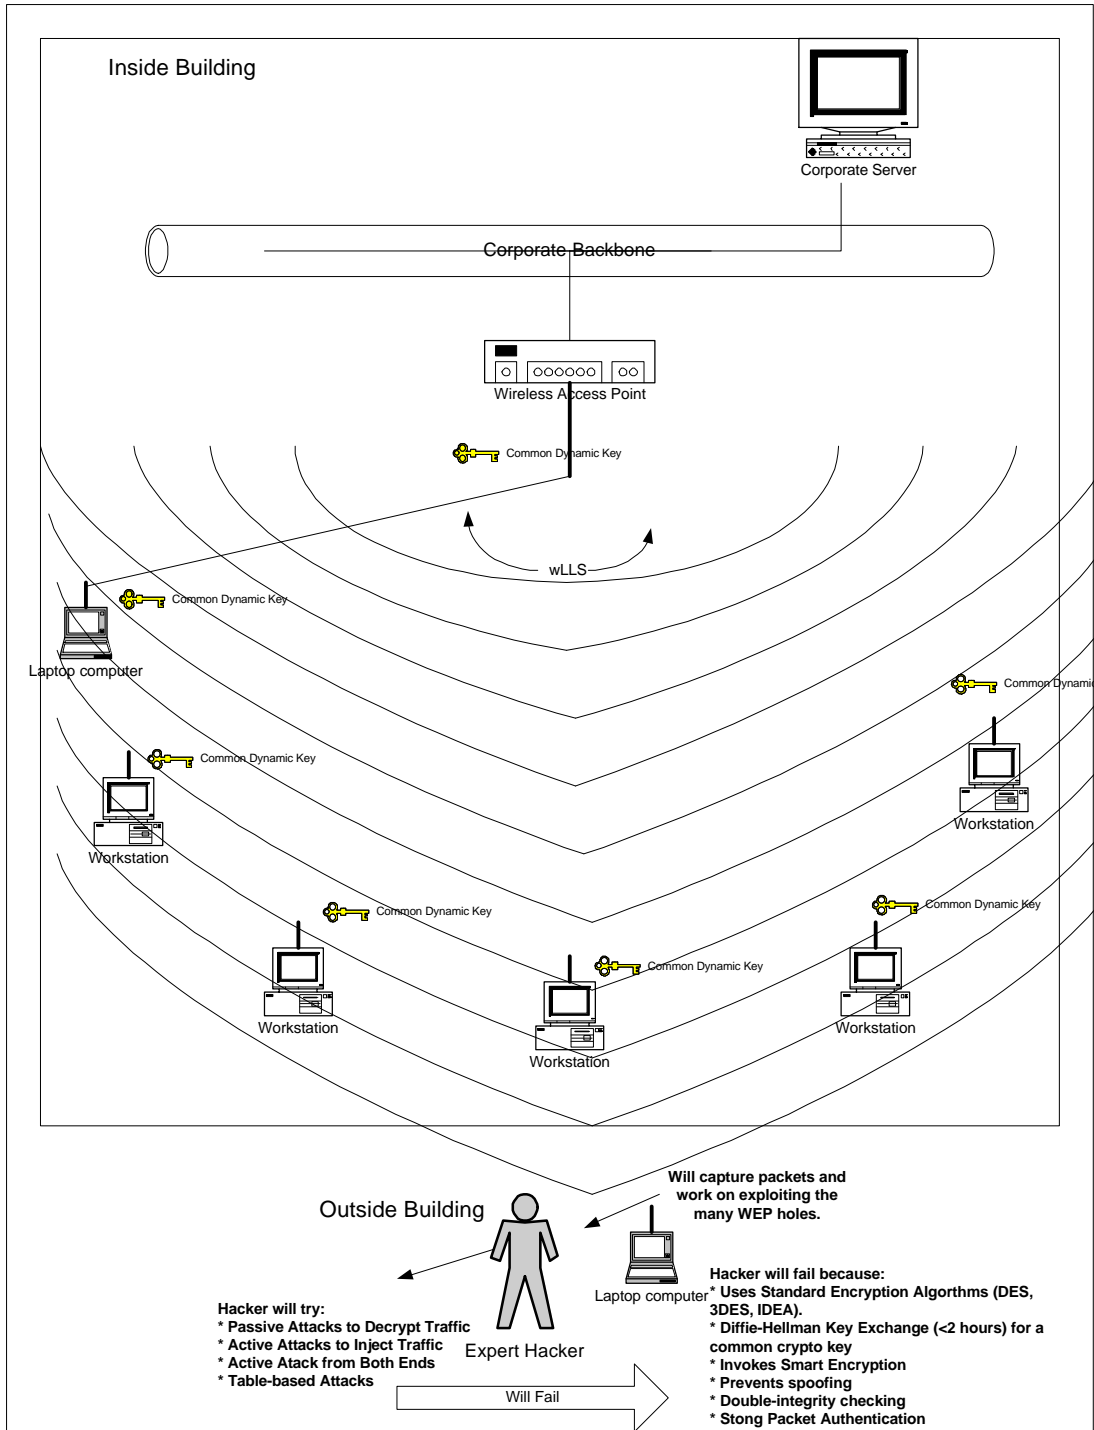 Inside Building
Corporate Server
Corporate Backbone
Wireless Access Point
Common Dynamic Key
wLLS
Common Dynamic Key
Laptop computer
Common Dynamic
Common Dynamic Key
Workstation
Workstation
Common Dynamic Key
Common Dynamic Key
Common Dynamic Key
Workstation
Workstation
Workstation
Will capture packets and
work on exploiting the
many WEP holes.
Outside Building
Laptop computer
Expert Hacker
Hacker will try:
* Passive Attacks to Decrypt Traffic
* Active Attacks to Inject Traffic
* Active Atack from Both Ends
* Table-based Attacks
Will Fail
Hacker will fail because:
* Uses Standard Encryption Algorthms (DES,
3DES, IDEA).
* Diffie-Hellman Key Exchange (<2 hours) for a
common crypto key
* Invokes Smart Encryption
* Prevents spoofing
* Double-integrity checking
* Stong Packet Authentication